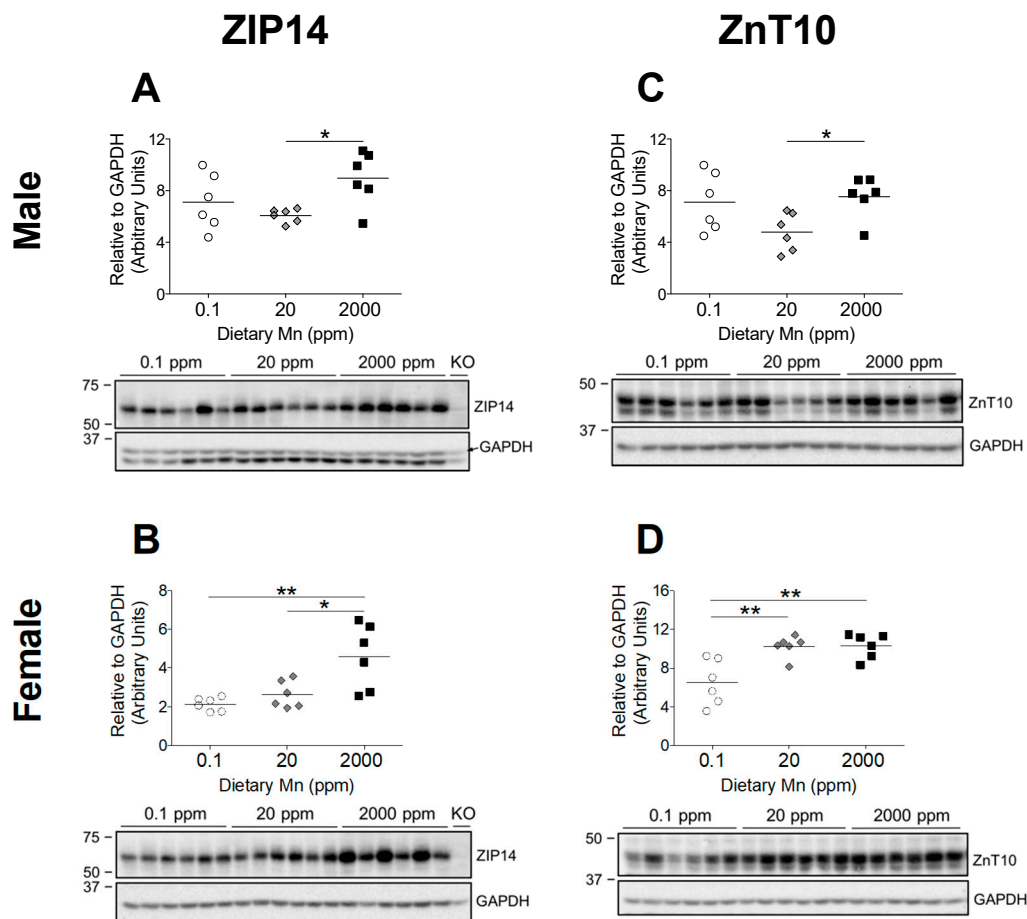 ZIP14
ZnT10
Male
A
Relative to GAPDH
(Arbitrary Units)
12
8
4
0
*
0.1 20 2000
Dietary Mn (ppm)
0.1 ppm 20 ppm 2000 ppm KO
75
50
37
ZIP14
GAPDH
C
Relative to GAPDH
(Arbitrary Units)
12
8
4
0
*
0.1 20 2000
Dietary Mn (ppm)
0.1 ppm 20 ppm 2000 ppm
50
37
ZnT10
GAPDH
Female
B
Relative to GAPDH
(Arbitrary Units)
8
6
4
2
0
**
*
0.1 20 2000
Dietary Mn (ppm)
0.1 ppm 20 ppm 2000 ppm KO
75
50
37
ZIP14
GAPDH
D
Relative to GAPDH
(Arbitrary Units)
16
12
8
4
0
**
**
0.1 20 2000
Dietary Mn (ppm)
0.1 ppm 20 ppm 2000 ppm
50
37
ZnT10
GAPDH